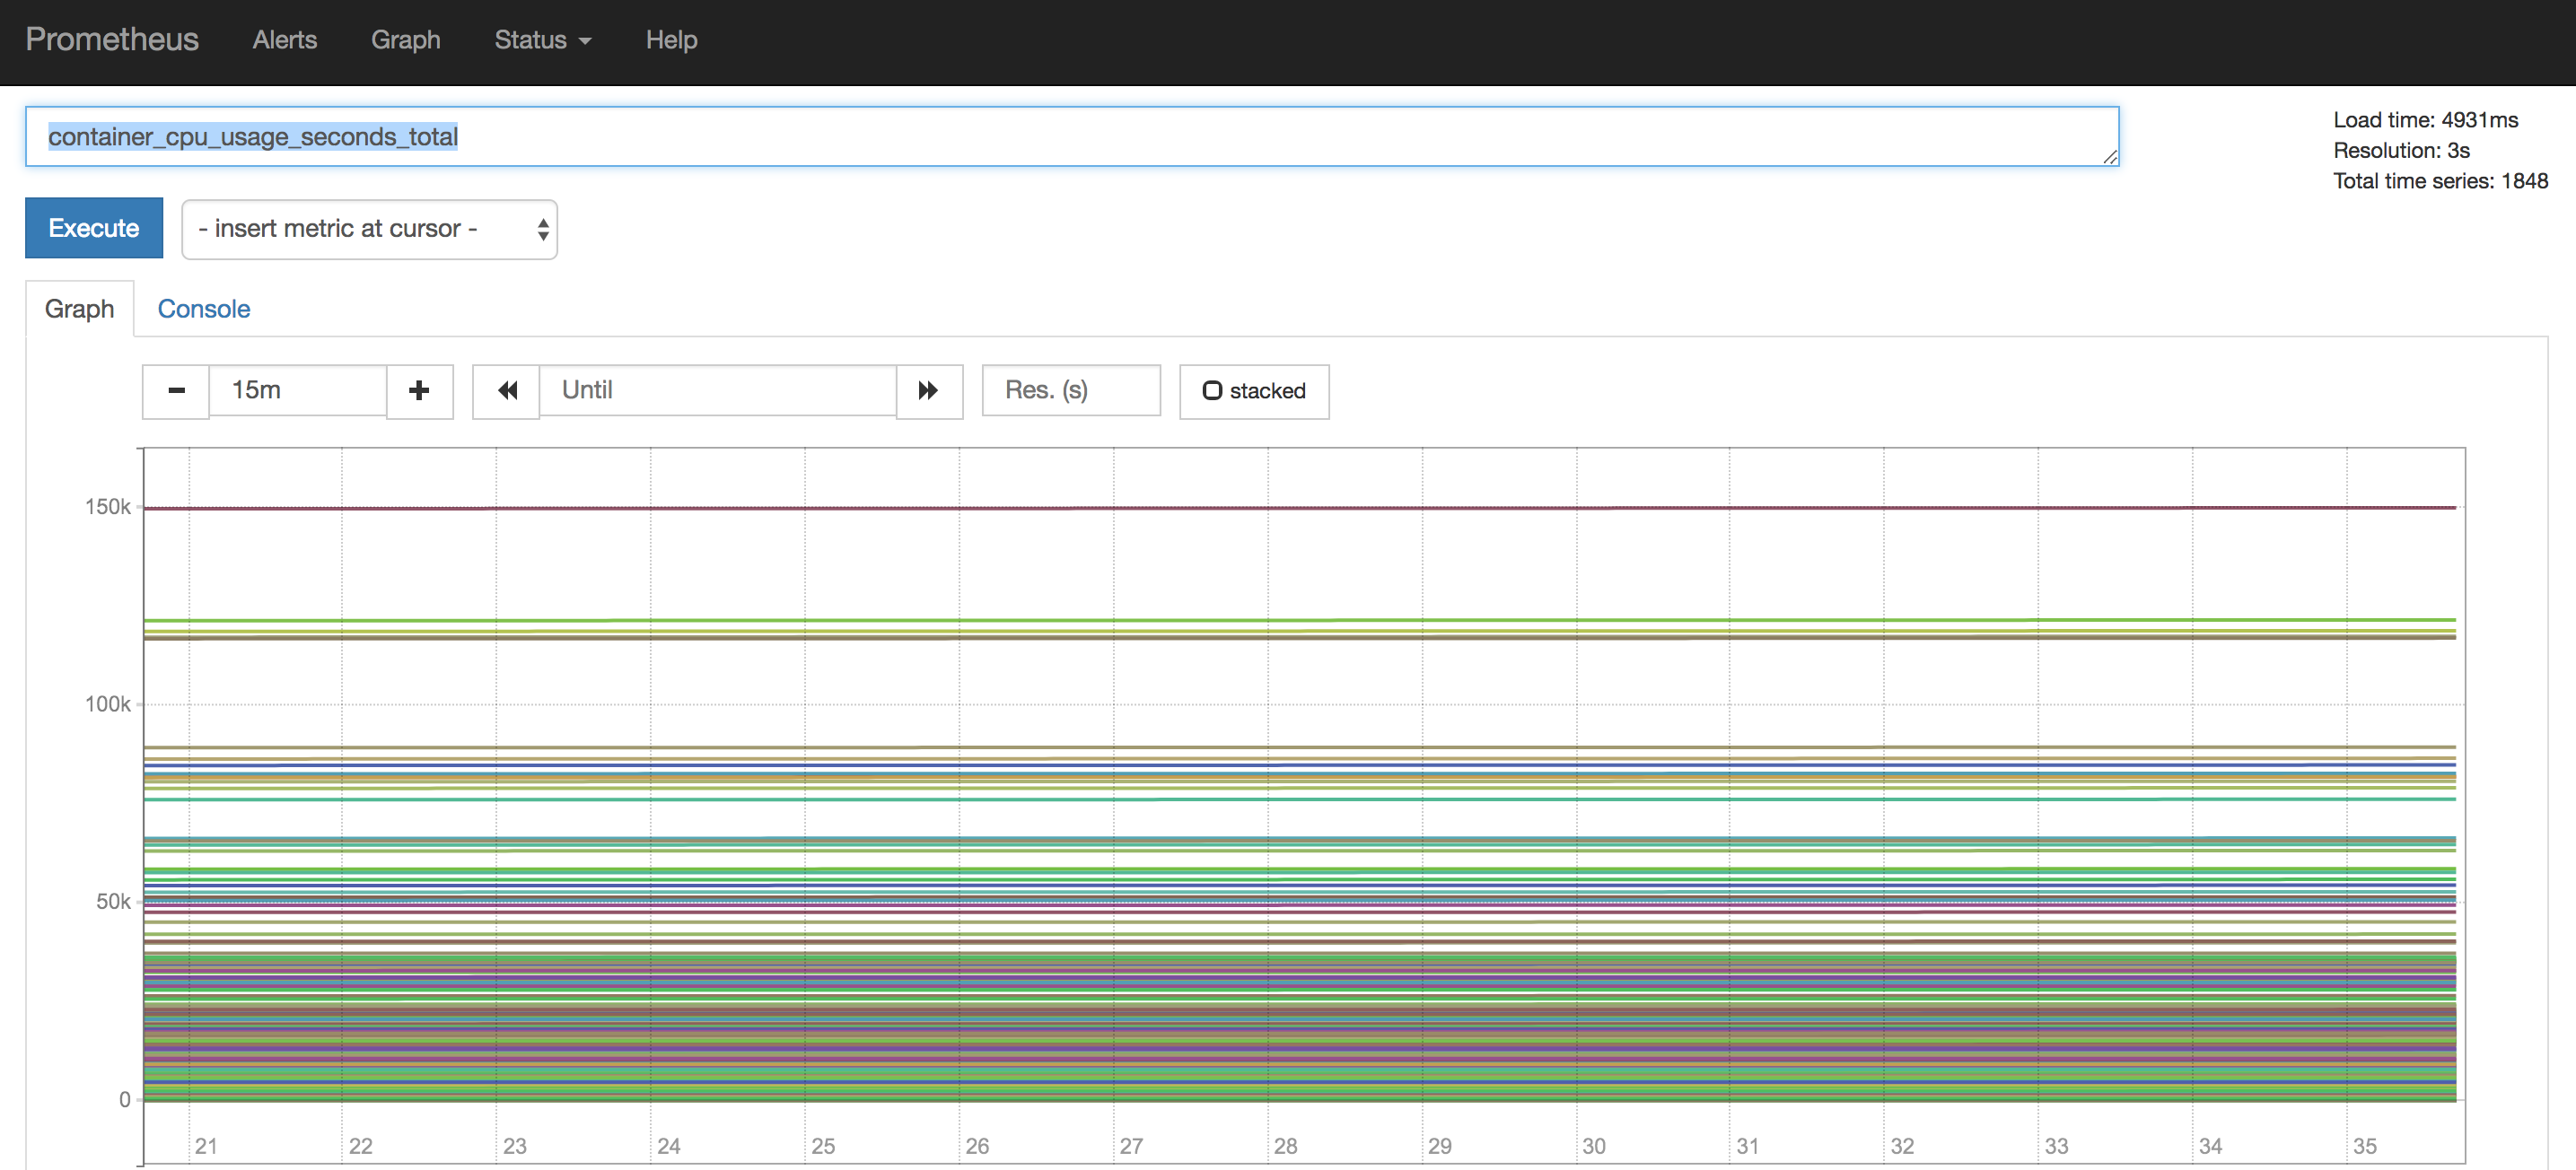 Prometheus Alerts Graph Status Help
container_cpu_usage_seconds_total
Load time: 4931ms
Resolution: 3s
Total time series: 1848
Execute - insert metric at cursor -
Graph Console
15m Until Res. (s) stacked
150k
100k
50k
0
21 22 23 24 25 26 27 28 29 30 31 32 33 34 35